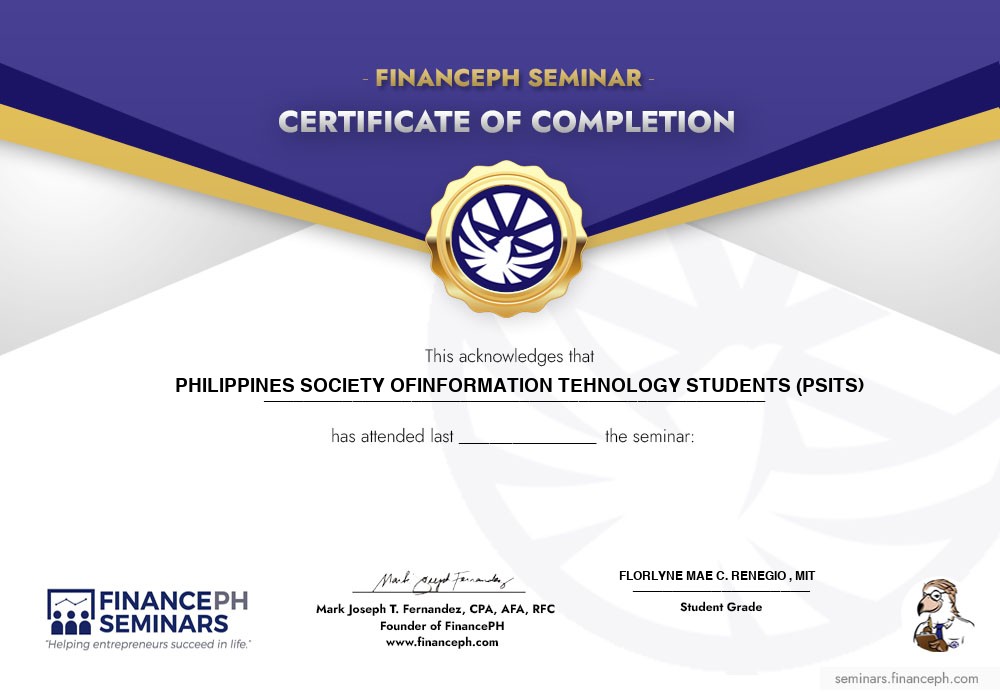 - FINANCEPH SEMINAR -
CERTIFICATE OF COMPLETION
This acknowledges that
PHILIPPINES SOCIETY OFINFORMATION TEHNOLOGY STUDENTS (PSITS)
has attended last _______________ the seminar:
FINANCEPH
SEMINARS
"Helping entrepreneurs succeed in life."
Mark Joseph Fernandez
Mark Joseph T. Fernandez, CPA, AFA, RFC
Founder of FinancePH
www.financeph.com
FLORLYNE MAE C. RENEGIO , MIT
Student Grade
seminars.financeph.com